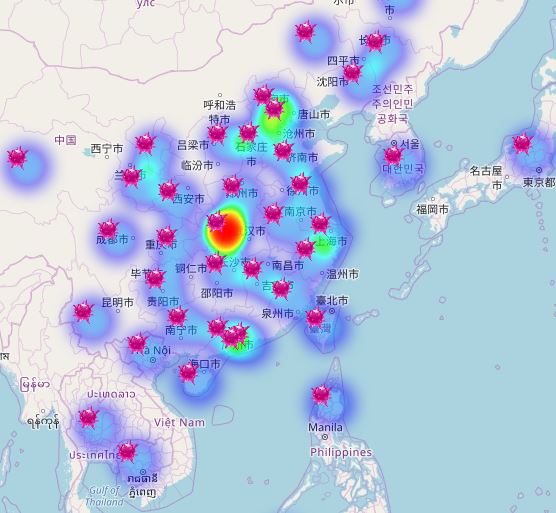 улс
市
长
四平市
沈阳市
조선민주
주의인민
공화국
呼和浩
特市
唐山市
沧州市
中国
西宁市
吕梁市
石家庄
市
济南市
临汾市
서울
대한민국
名古屋
市
東京都
福岡市
兰
西安市
郑州市
徐
南京市
汉市
上海市
成都市
重庆市
铜仁市
长沙市
南昌市
温州市
毕节
邵阳市
吉
昆明市
贵阳市
泉州市
臺北市
臺灣
南宁市
Hà Nội
海口市
မြန်မာ
ရန်ကုန်
ປະເທດລາວ
Việt Nam
ประเทศไทย
រាជធានី
ភ្នំពេញ
Gulf of
Thailand
Manila
Philippines